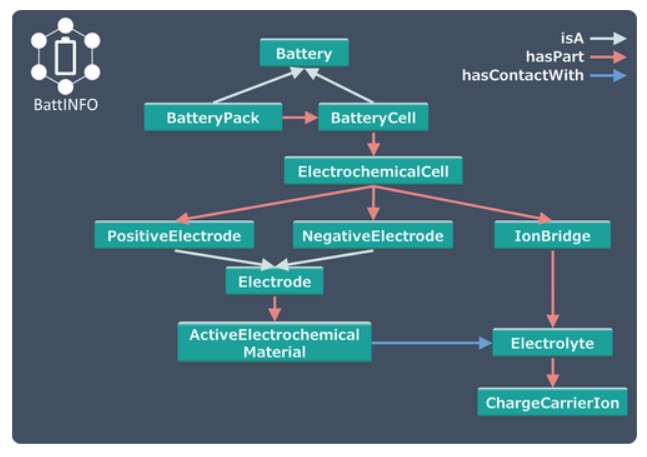 Battery
isA
hasPart
hasContactWith
BattINFO
BatteryPack
BatteryCell
ElectrochemicalCell
PositiveElectrode
NegativeElectrode
IonBridge
Electrode
ActiveElectrochemical
Material
Electrolyte
ChargeCarrierIon